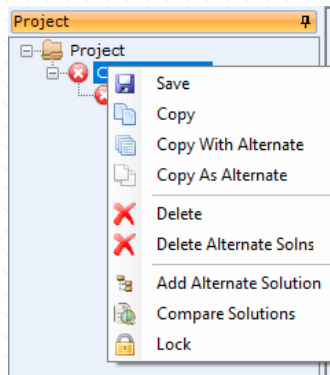 Project
Project
Save
Copy
Copy With Alternate
Copy As Alternate
Delete
Delete Alternate Solns
Add Alternate Solution
Compare Solutions
Lock